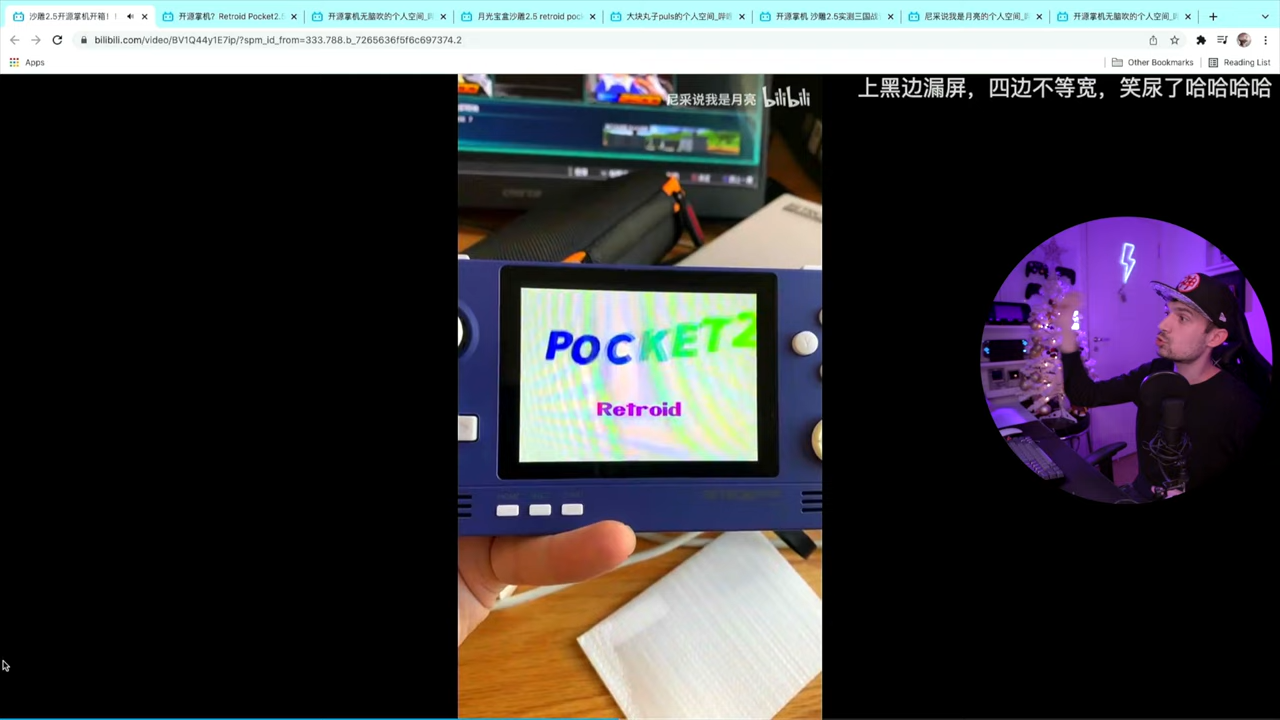 沙雕2.5开源掌机开箱！
开源掌机？Retroid Pocket2.
开源掌机无脑吹的个人空间_
月光宝盒沙雕2.5 retroid poc
大块丸子puls的个人空间_哔
开源掌机 沙雕2.5实测三国战
尼采说我是月亮的个人空间_
开源掌机无脑吹的个人空间_
bilibili.com/video/BV1Q44y1E7ip/?spm_id_from=333.788.b_7265636f5f6c697374.2
Apps
Other Bookmarks
Reading List
上黑边漏屏，四边不等宽，笑尿了哈哈哈哈
尼采说我是月亮 bilibili
POCKET2
Retroid
Y